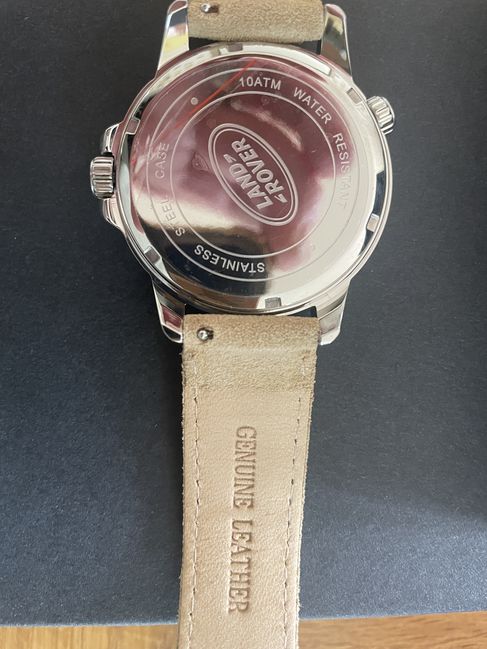 10ATM WATER RESISTANT
LAND
ROVER
STAINLESS STEEL CASE
GENUINE LEATHER